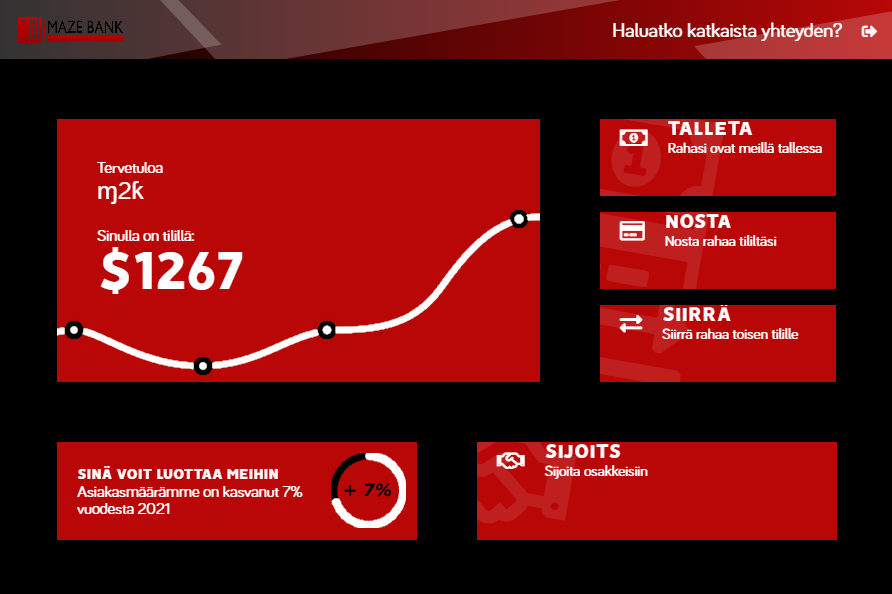 MAZE BANK
Haluatko katkaista yhteyden?
Tervetuloa
ɱ2ƙ
Sinulla on tilillä:
$1267
TALLETA
Rahasi ovat meillä tallessa
NOSTA
Nosta rahaa tililtäsi
SIIRRÄ
Siirrä rahaa toisen tilille
SINÄ VOIT LUOTTAA MEIHIN
Asiakasmäärämme on kasvanut 7%
vuodesta 2021
+ 7%
SIJOITS
Sijoita osakkeisiin